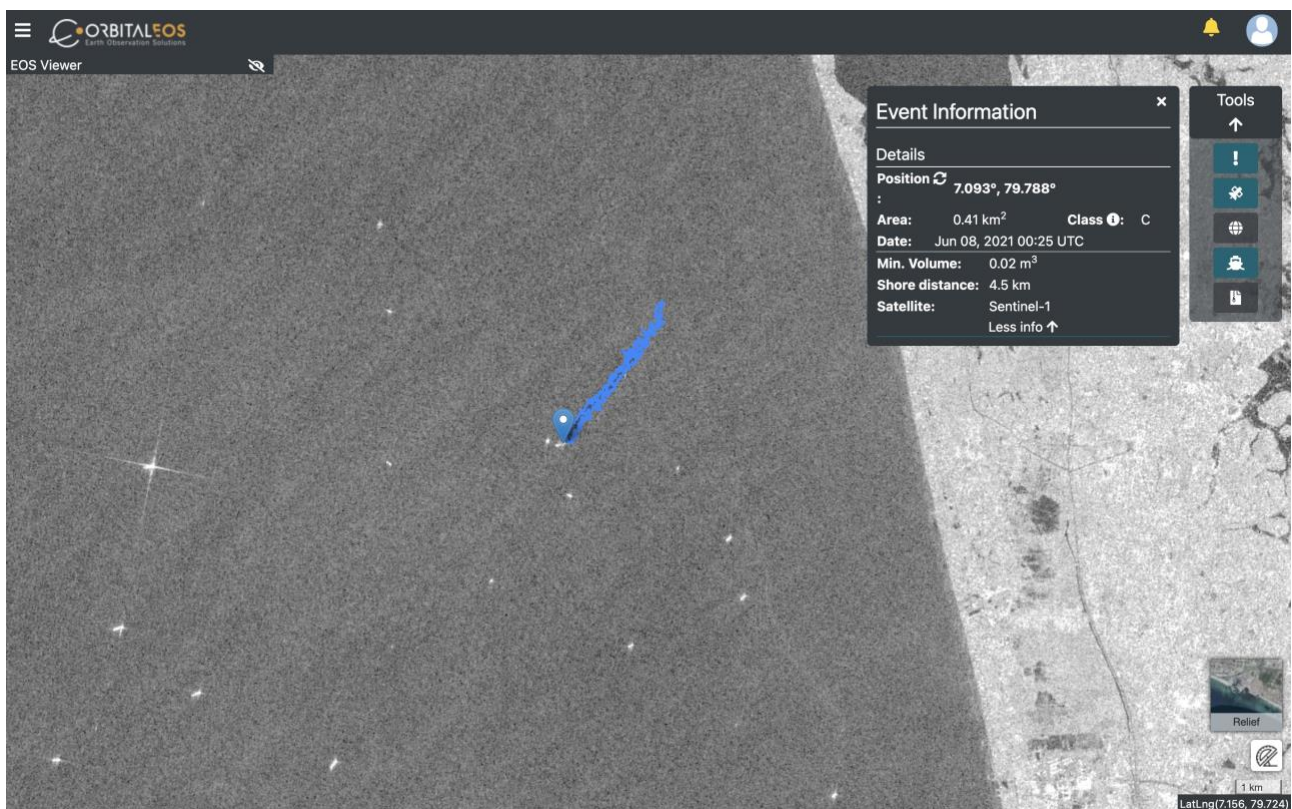 ORBITALEOS
Earth Observation Solutions
EOS Viewer
Event Information
Details
Position
: 7.093°, 79.788°
Area: 0.41 km² Class : C
Date: Jun 08, 2021 00:25 UTC
Min. Volume: 0.02 m³
Shore distance: 4.5 km
Satellite: Sentinel-1
Less info
Tools
Relief
1 km
LatLng(7.156, 79.724)